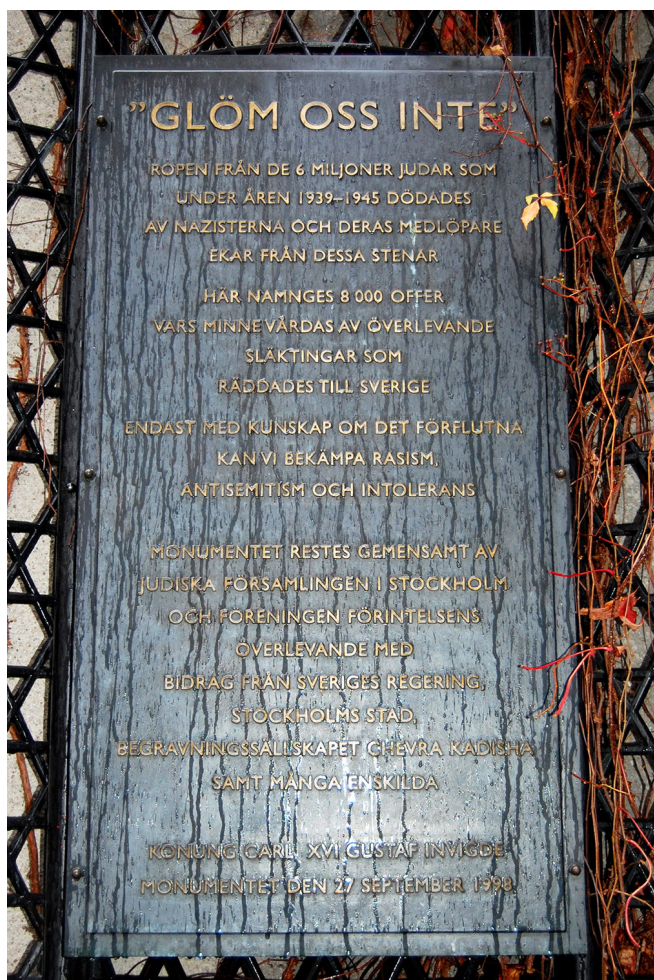 ”GLÖM OSS INTE”
ROPEN FRÅN DE 6 MILJONER JUDAR SOM
UNDER ÅREN 1939–1945 DÖDADES
AV NAZISTERNA OCH DERAS MEDLÖPARE
EKAR FRÅN DESSA STENAR
HÄR NAMNGES 8 000 OFFER
VARS MINNE VÅRDAS AV ÖVERLEVANDE
SLÄKTINGAR SOM
RÄDDADES TILL SVERIGE
ENDAST MED KUNSKAP OM DET FÖRFLUTNA
KAN VI BEKÄMPA RASISM,
ANTISEMITISM OCH INTOLERANS
MONUMENTET RESTES GEMENSAMT AV
JUDISKA FÖRSAMLINGEN I STOCKHOLM
OCH FÖRENINGEN FÖRINTELSENS
ÖVERLEVANDE MED
BIDRAG FRÅN SVERIGES REGERING,
STOCKHOLMS STAD,
BEGRAVNINGSSÄLLSKAPET CHEVRA KADISHA
SAMT MÅNGA ENSKILDA
KONUNG CARL XVI GUSTAF INVIGDE
MONUMENTET DEN 27 SEPTEMBER 1998